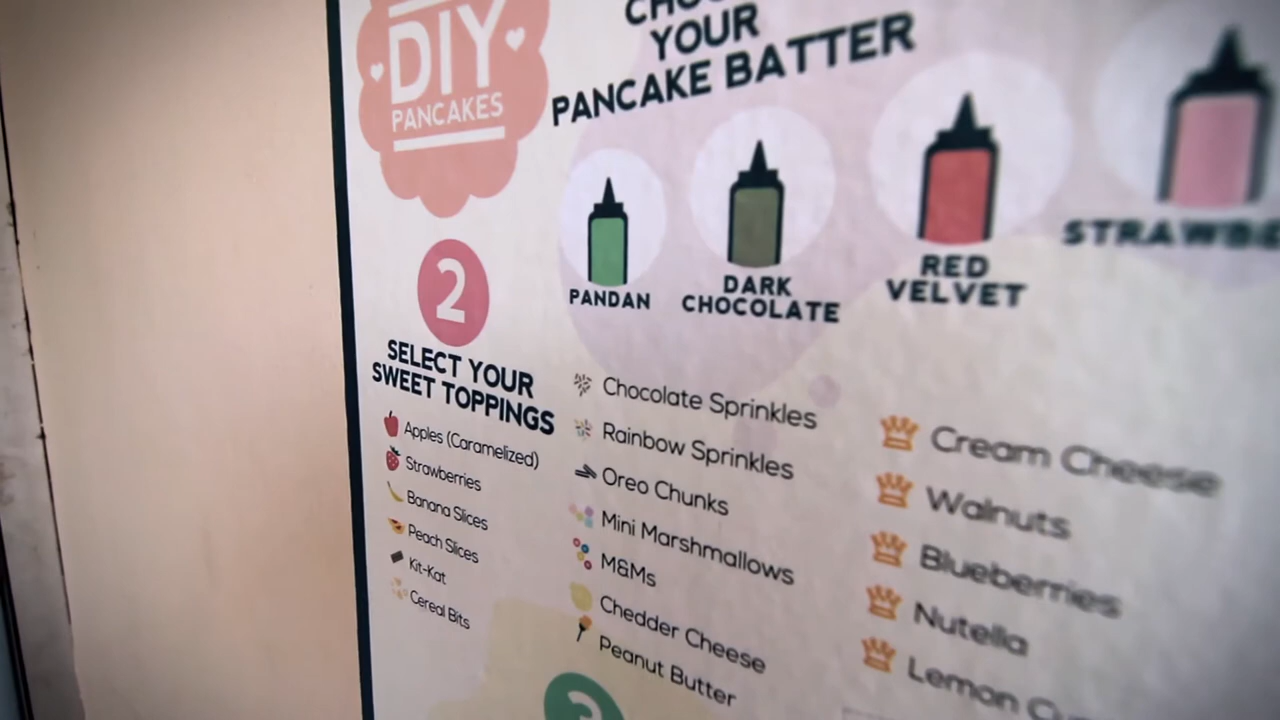 DIY
PANCAKES
YOUR
PANCAKE BATTER
PANDAN
DARK
CHOCOLATE
RED
VELVET
2
SELECT YOUR
SWEET TOPPINGS
Apples (Caramelized)
Strawberries
Banana Slices
Peach Slices
Kit-Kat
Cereal Bits
Chocolate Sprinkles
Rainbow Sprinkles
Oreo Chunks
Mini Marshmallows
M&Ms
Chedder Cheese
Peanut Butter
Cream Cheese
Walnuts
Blueberries
Nutella
Lemon
3